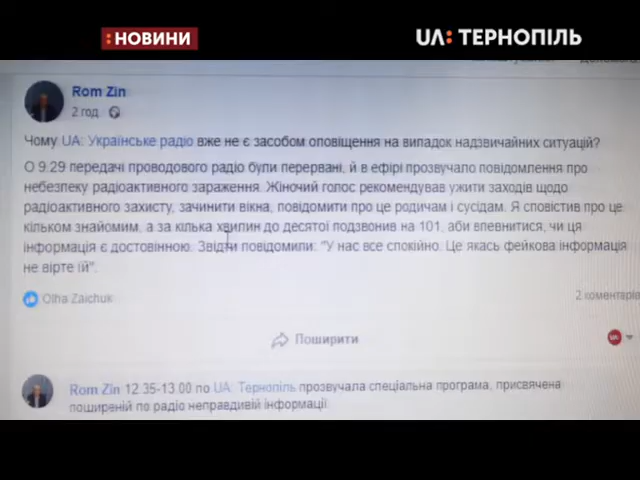 НОВИНИ
UA: ТЕРНОПІЛЬ
Rom Zin
2 год
Чому UA: Українське радіо вже не є засобом оповіщення на випадок надзвичайних ситуацій?
О 9.29 передачі проводового радіо були перервані, й в ефірі прозвучало повідомлення про
небезпеку радіоактивного зараження. Жіночий голос рекомендував ужити заходів щодо
радіоактивного захисту, зачинити вікна, повідомити про це родичам і сусідам. Я сповістив про це
кільком знайомим, а за кілька хвилин до десятої подзвонив на 101, аби впевнитися, чи ця
інформація є достовінною. Звідти повідомили: "У нас все спокійно. Це якась фейкова інформація
не вірте їй".
Olha Zaichuk
2 коментарів
Поширити
Rom Zin 12.35-13.00 по UA: Тернопіль прозвучала спеціальна програма, присвячена
поширеній по радіо неправдивій інформації